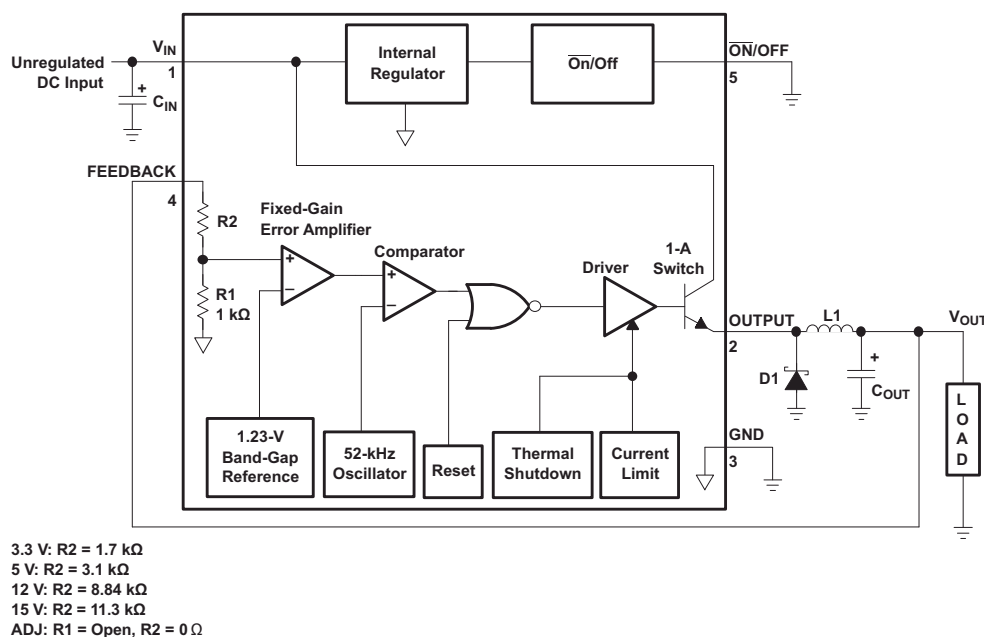 V_IN
1
Unregulated
DC Input
+
C_IN
Internal
Regulator
O̅n̅/Off
O̅N̅/OFF
5
FEEDBACK
4
R2
R1
1 kΩ
Fixed-Gain
Error Amplifier
+
−
Comparator
+
−
Driver
1-A
Switch
OUTPUT
2
L1
V_OUT
D1
+
C_OUT
LOAD
1.23-V
Band-Gap
Reference
52-kHz
Oscillator
Reset
Thermal
Shutdown
Current
Limit
GND
3
3.3 V: R2 = 1.7 kΩ
5 V: R2 = 3.1 kΩ
12 V: R2 = 8.84 kΩ
15 V: R2 = 11.3 kΩ
ADJ: R1 = Open, R2 = 0 Ω